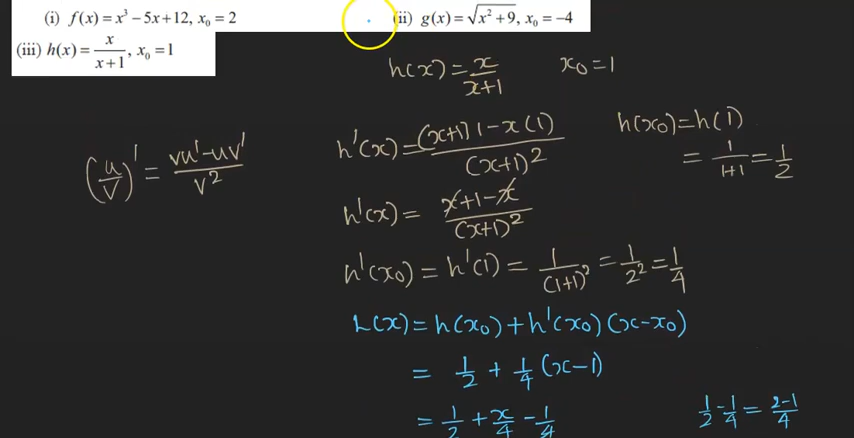 (i) f(x) = x³ − 5x + 12, x₀ = 2 (ii) g(x) = √(x² + 9), x₀ = −4
(iii) h(x) = x/(x+1), x₀ = 1
h(x) = x/(x+1) x₀ = 1
h'(x) = ((x+1) 1 − x(1))/(x+1)²
h(x₀) = h(1)
= 1/(1+1) = 1/2
(u/v)' = (vu' − uv')/v²
h'(x) = (x + 1 − x)/(x+1)²
h'(x₀) = h'(1) = 1/(1+1)² = 1/2² = 1/4
L(x) = h(x₀) + h'(x₀) (x − x₀)
= 1/2 + 1/4 (x − 1)
= 1/2 + x/4 − 1/4
1/2 − 1/4 = (2−1)/4